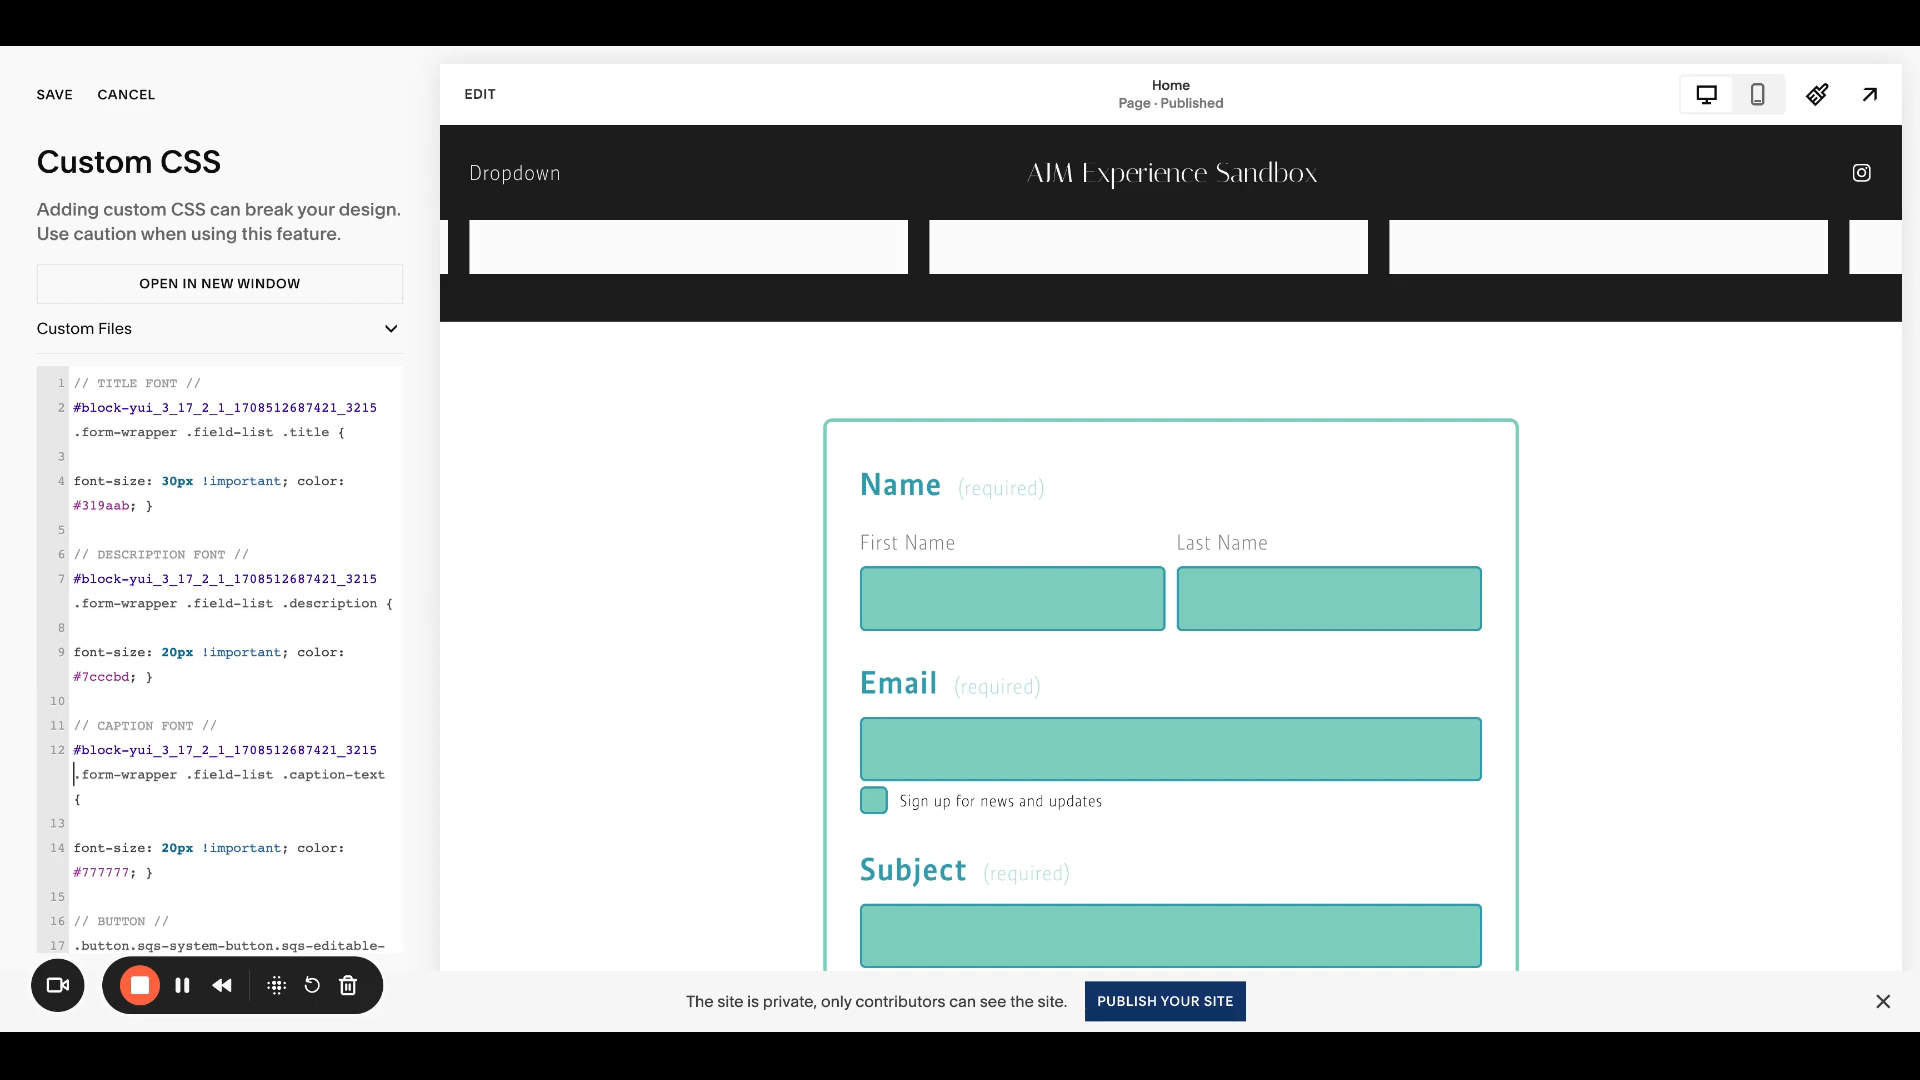 SAVE CANCEL
Custom CSS
Adding custom CSS can break your design.
Use caution when using this feature.
OPEN IN NEW WINDOW
Custom Files
1 // TITLE FONT //
2 #block-yui_3_17_2_1_1708512687421_3215
.form-wrapper .field-list .title {
3
4 font-size: 30px !important; color:
#319aab; }
5
6 // DESCRIPTION FONT //
7 #block-yui_3_17_2_1_1708512687421_3215
.form-wrapper .field-list .description {
8
9 font-size: 20px !important; color:
#7cccbd; }
10
11 // CAPTION FONT //
12 #block-yui_3_17_2_1_1708512687421_3215
.form-wrapper .field-list .caption-text
{
13
14 font-size: 20px !important; color:
#777777; }
15
16 // BUTTON //
17 .button.sqs-system-button.sqs-editable-
EDIT
Home
Page · Published
Dropdown
AIM Experience Sandbox
Name (required)
First Name Last Name
Email (required)
Sign up for news and updates
Subject (required)
The site is private, only contributors can see the site. PUBLISH YOUR SITE